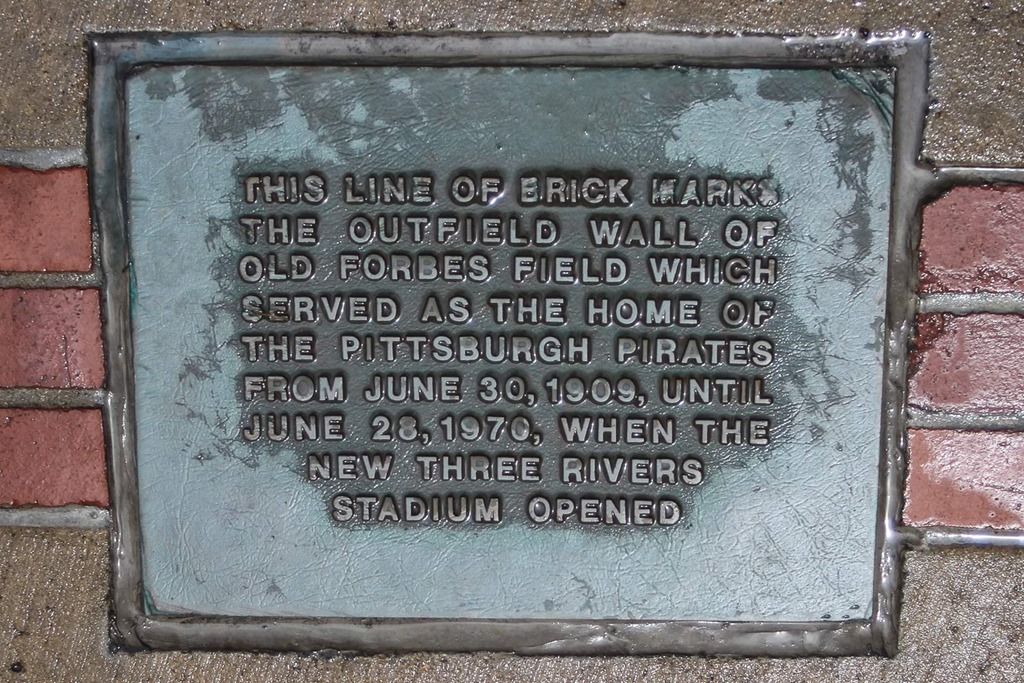 THIS LINE OF BRICK MARKS
THE OUTFIELD WALL OF
OLD FORBES FIELD WHICH
SERVED AS THE HOME OF
THE PITTSBURGH PIRATES
FROM JUNE 30, 1909, UNTIL
JUNE 28, 1970, WHEN THE
NEW THREE RIVERS
STADIUM OPENED